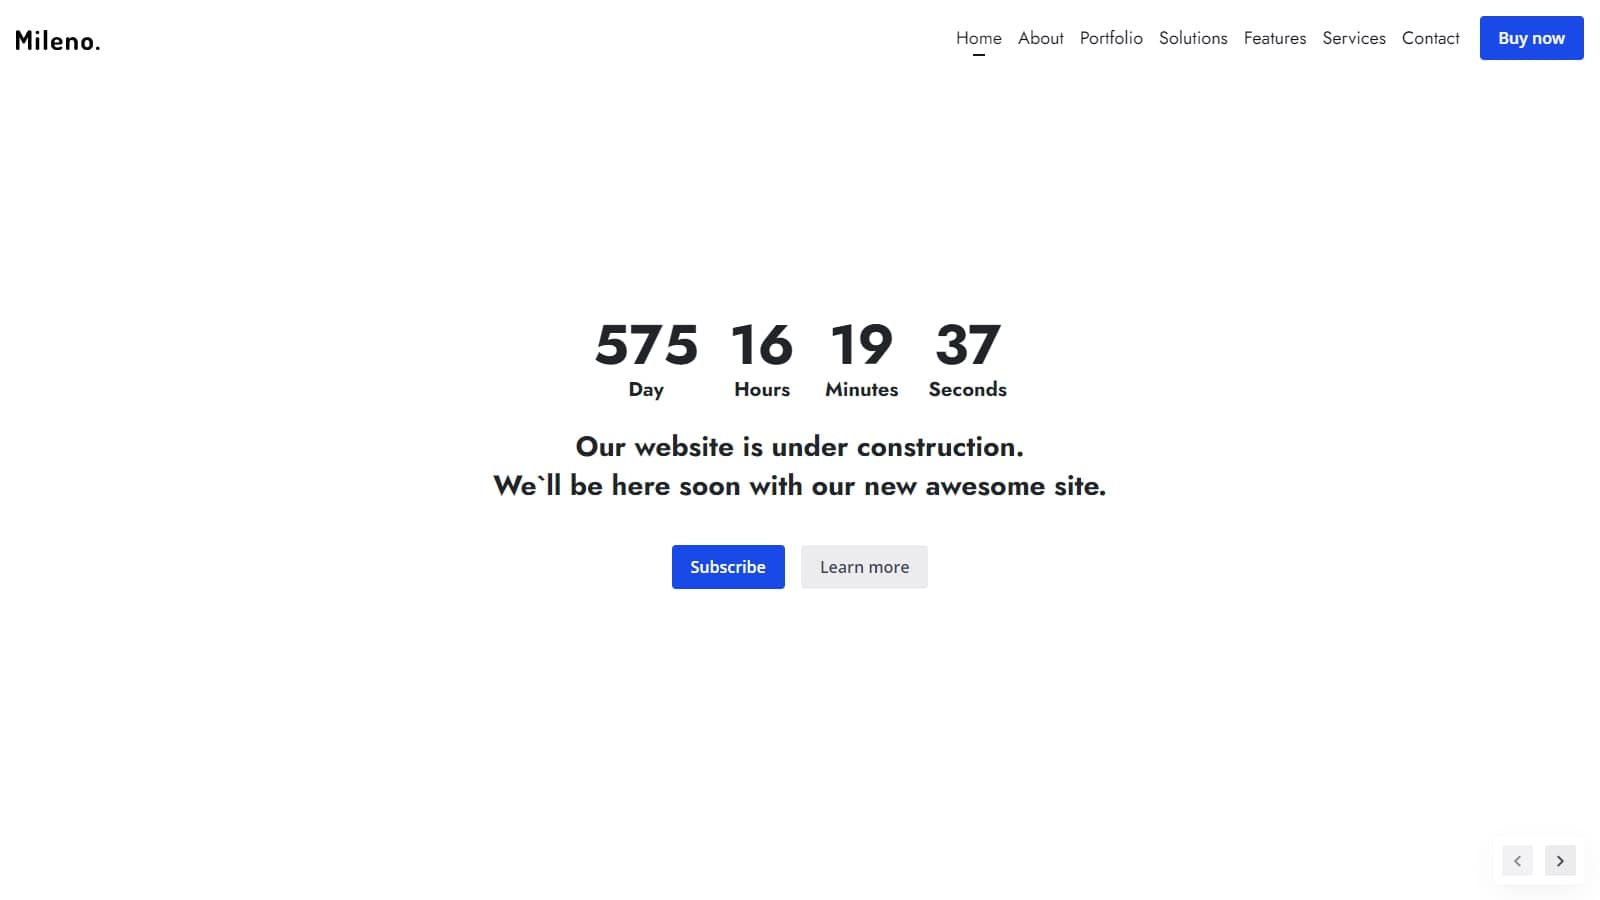 Mileno.
Home About Portfolio Solutions Features Services Contact Buy now
575 16 19 37
Day Hours Minutes Seconds
Our website is under construction.
We`ll be here soon with our new awesome site.
Subscribe Learn more